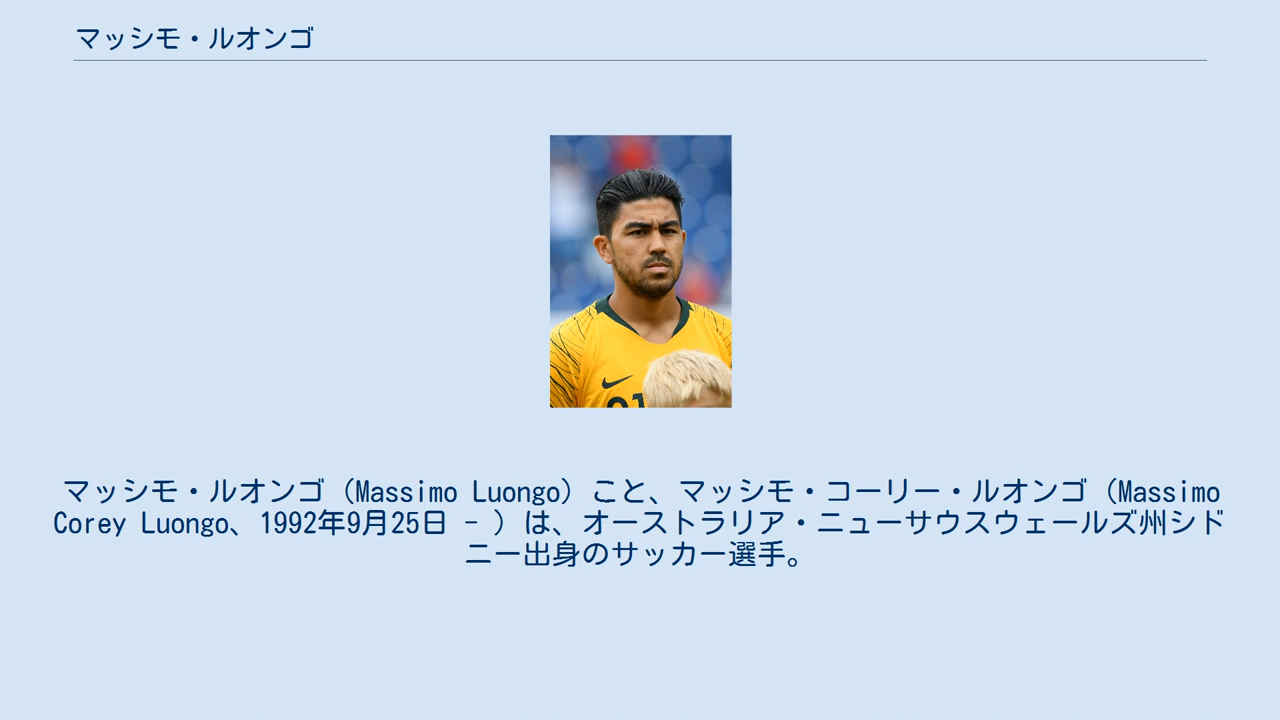 マッシモ・ルオンゴ
マッシモ・ルオンゴ（Massimo Luongo）こと、マッシモ・コーリー・ルオンゴ（Massimo
Corey Luongo、1992年9月25日 - ）は、オーストラリア・ニューサウスウェールズ州シド
ニー出身のサッカー選手。